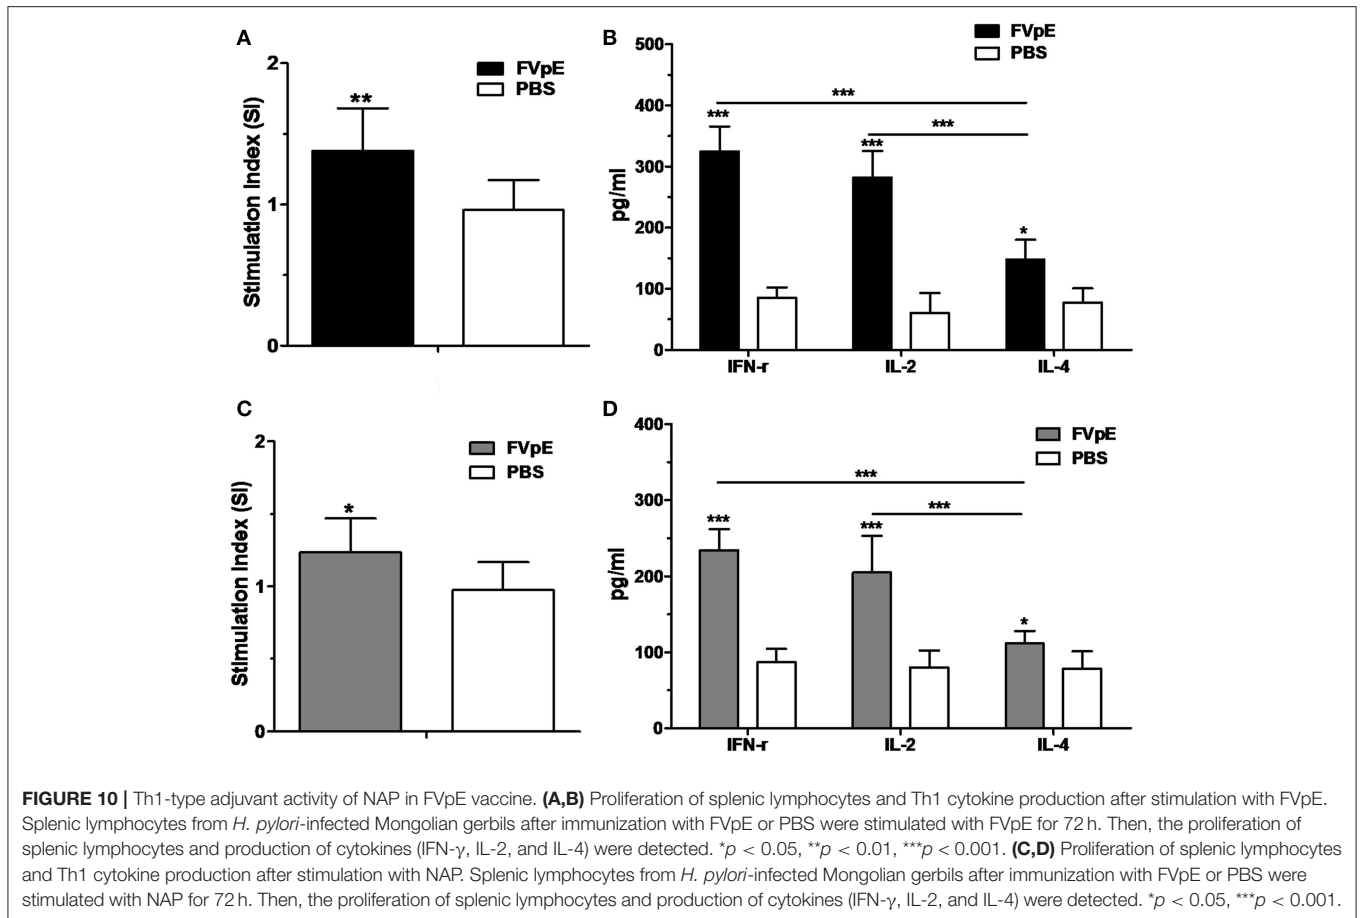 A
FVpE
PBS
Stimulation Index (SI)
2
1
0
**
B
FVpE
PBS
pg/ml
500
400
300
200
100
0
***
***
***
***
*
IFN-r
IL-2
IL-4
C
FVpE
PBS
Stimulation Index (SI)
2
1
0
*
D
FVpE
PBS
pg/ml
400
300
200
100
0
***
***
***
***
*
IFN-r
IL-2
IL-4
FIGURE 10 | Th1-type adjuvant activity of NAP in FVpE vaccine. (A,B) Proliferation of splenic lymphocytes and Th1 cytokine production after stimulation with FVpE.
Splenic lymphocytes from H. pylori-infected Mongolian gerbils after immunization with FVpE or PBS were stimulated with FVpE for 72 h. Then, the proliferation of
splenic lymphocytes and production of cytokines (IFN-γ, IL-2, and IL-4) were detected. *p < 0.05, **p < 0.01, ***p < 0.001. (C,D) Proliferation of splenic lymphocytes
and Th1 cytokine production after stimulation with NAP. Splenic lymphocytes from H. pylori-infected Mongolian gerbils after immunization with FVpE or PBS were
stimulated with NAP for 72 h. Then, the proliferation of splenic lymphocytes and production of cytokines (IFN-γ, IL-2, and IL-4) were detected. *p < 0.05, ***p < 0.001.